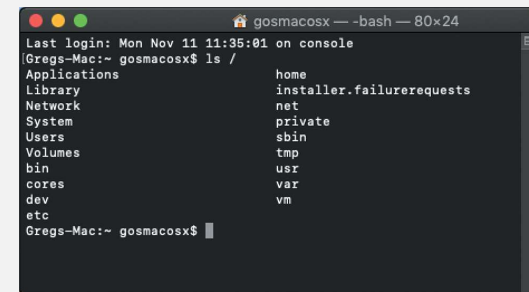 gosmacosx — -bash — 80×24
Last login: Mon Nov 11 11:35:01 on console
[Gregs-Mac:~ gosmacosx$ ls /
Applications home
Library installer.failurerequests
Network net
System private
Users sbin
Volumes tmp
bin usr
cores var
dev vm
etc
Gregs-Mac:~ gosmacosx$